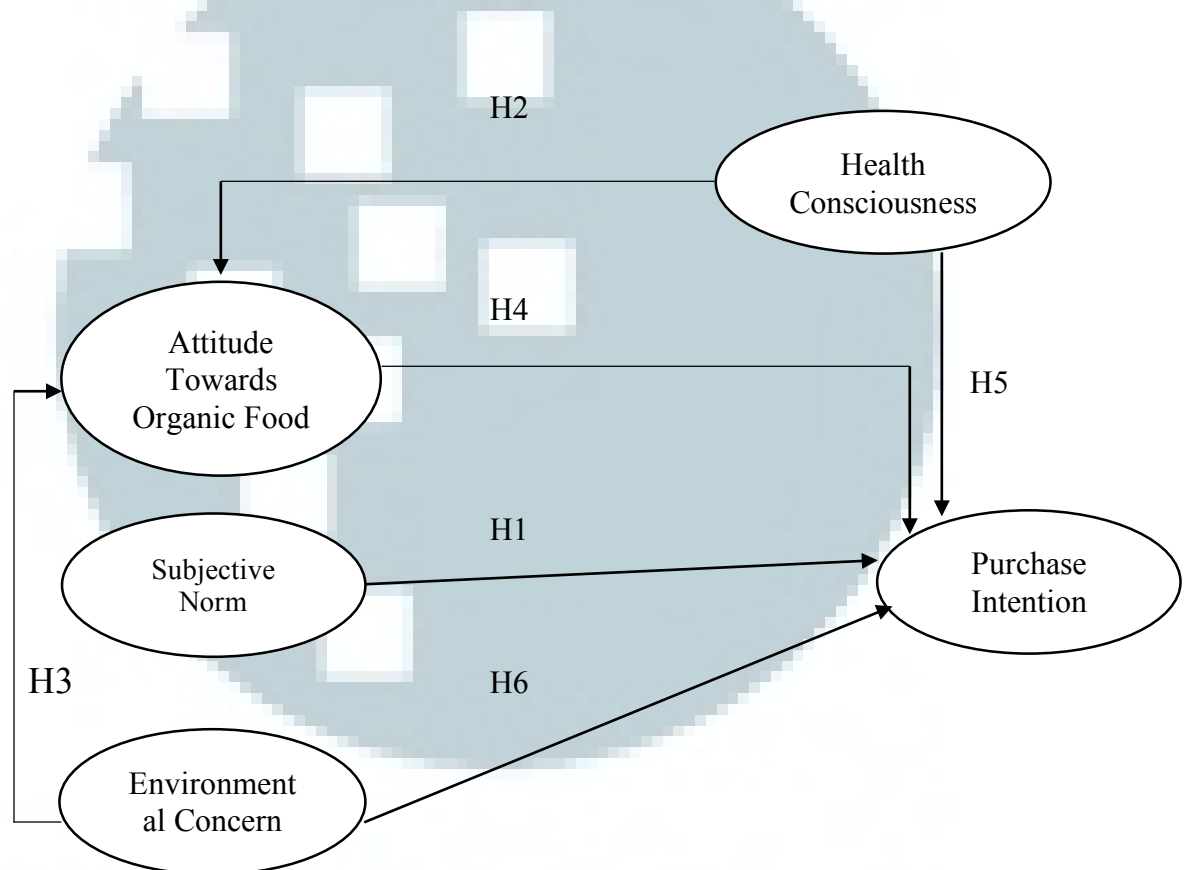 H2
Health
Consciousness
H4
Attitude
Towards
Organic Food
H5
H1
Subjective
Norm
Purchase
Intention
H3
H6
Environment
al Concern